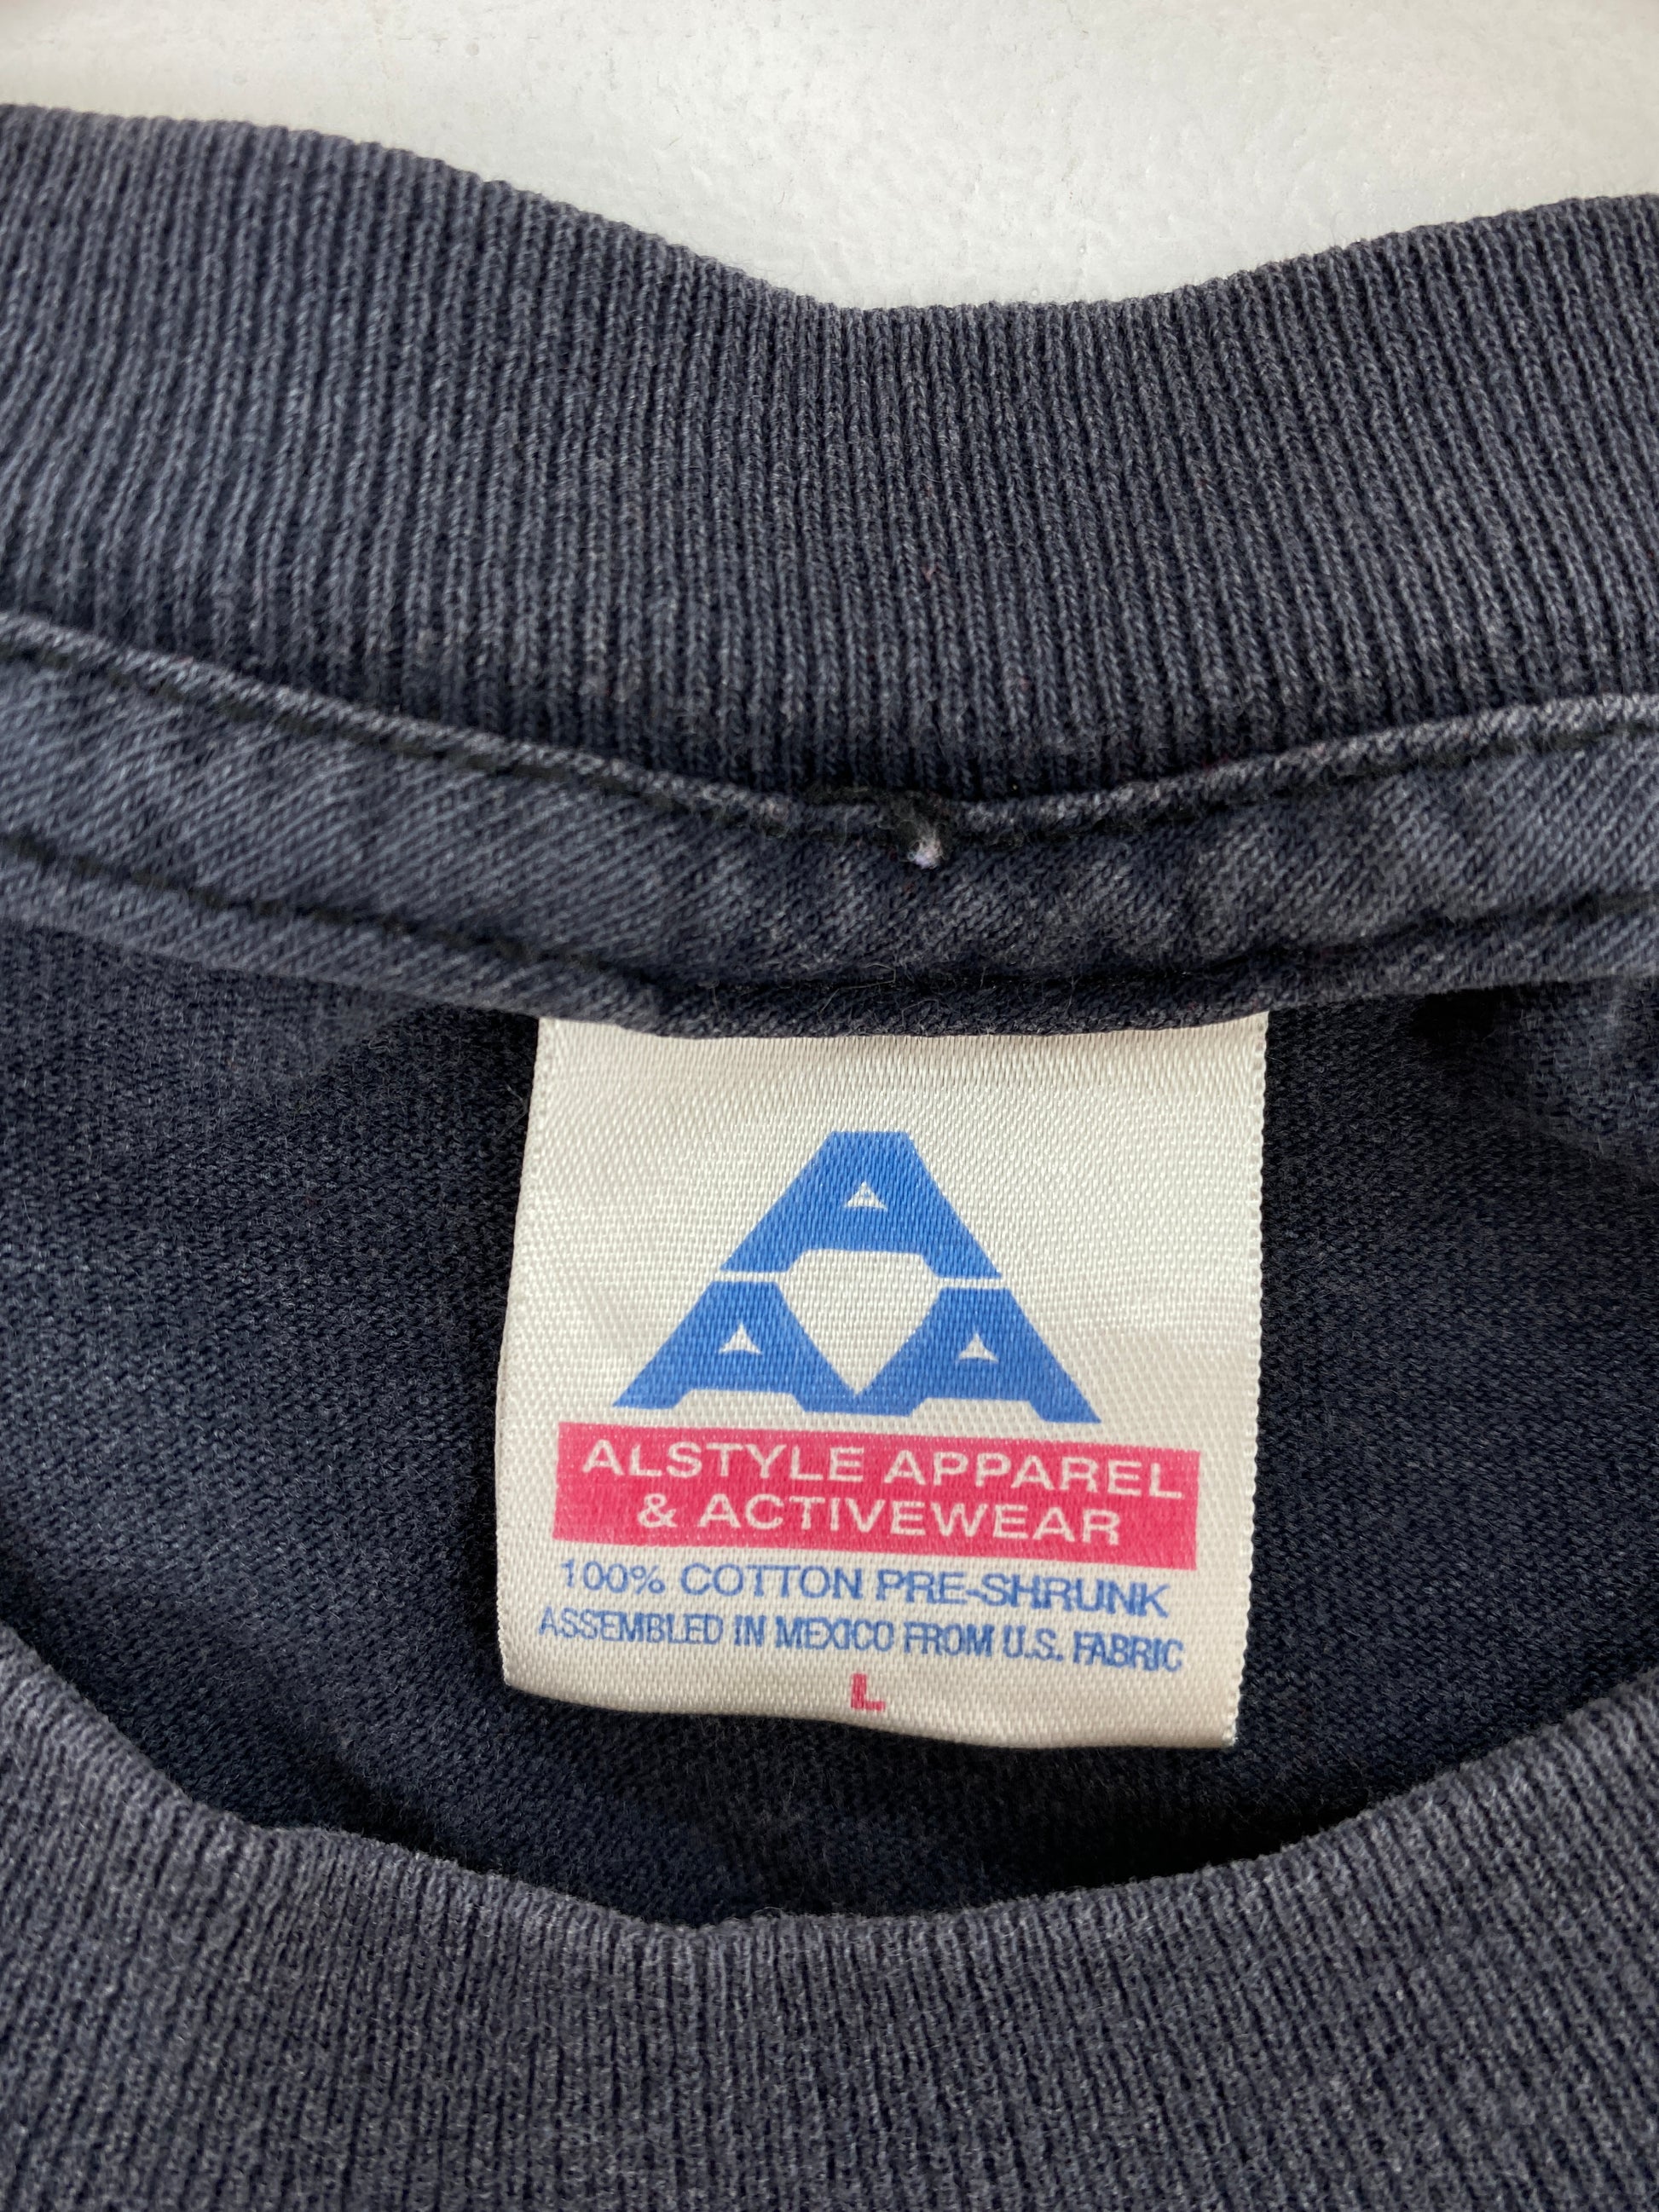 A
A A
ALSTYLE APPAREL
& ACTIVEWEAR
100% COTTON PRE-SHRUNK
ASSEMBLED IN MEXICO FROM U.S. FABRIC
L